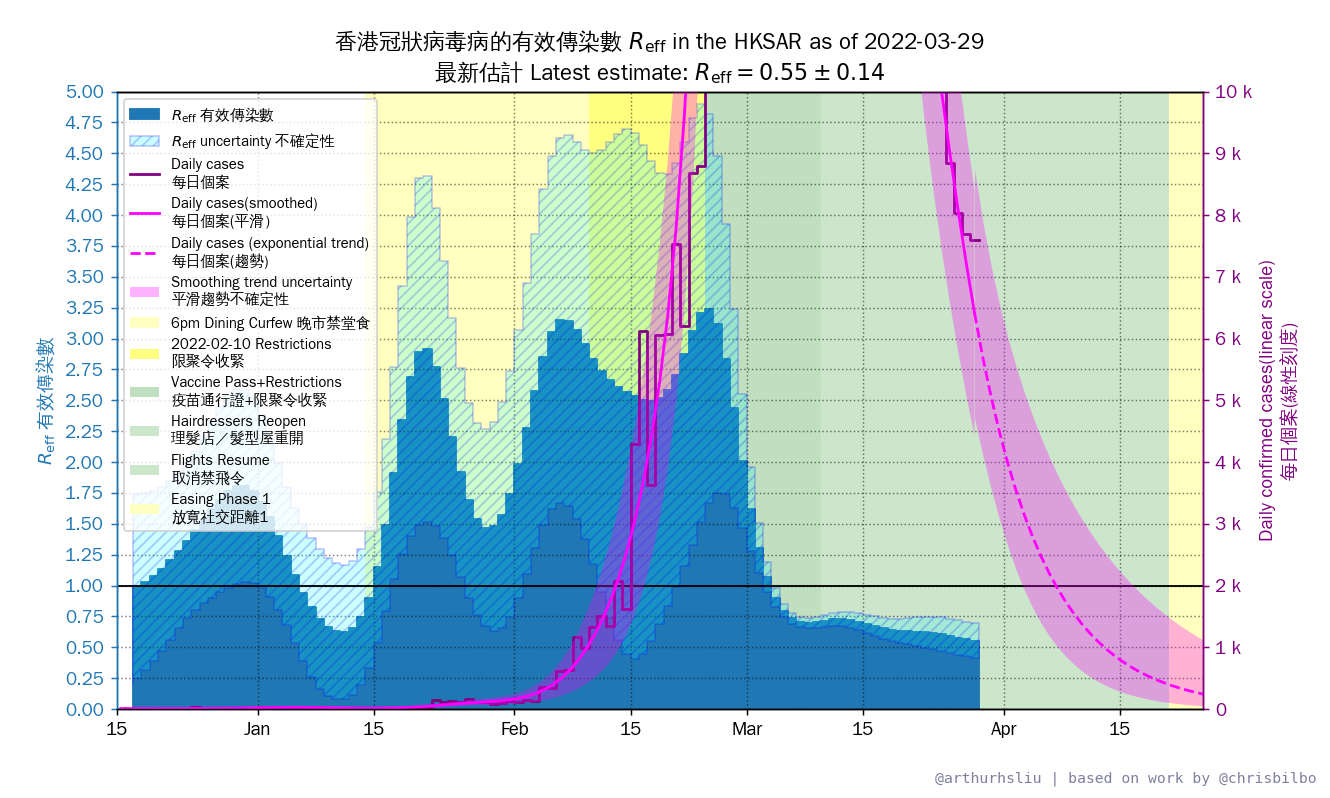 香港冠狀病毒病的有效傳染數 Reff in the HKSAR as of 2022-03-29
最新估計 Latest estimate: Reff = 0.55 ± 0.14
Reff 有效傳染數
Reff uncertainty 不確定性
Daily cases
每日個案
Daily cases(smoothed)
每日個案(平滑)
Daily cases (exponential trend)
每日個案(趨勢)
Smoothing trend uncertainty
平滑趨勢不確定性
6pm Dining Curfew 晚市禁堂食
2022-02-10 Restrictions
限聚令收緊
Vaccine Pass+Restrictions
疫苗通行證+限聚令收緊
Hairdressers Reopen
理髮店／髮型屋重開
Flights Resume
取消禁飛令
Easing Phase 1
放寬社交距離1
Reff 有效傳染數
5.00
4.75
4.50
4.25
4.00
3.75
3.50
3.25
3.00
2.75
2.50
2.25
2.00
1.75
1.50
1.25
1.00
0.75
0.50
0.25
0.00
10 k
9 k
8 k
7 k
6 k
5 k
4 k
3 k
2 k
1 k
0
Daily confirmed cases(linear scale)
每日個案(線性刻度)
15
Jan
15
Feb
15
Mar
15
Apr
15
@arthurhsliu | based on work by @chrisbilbo